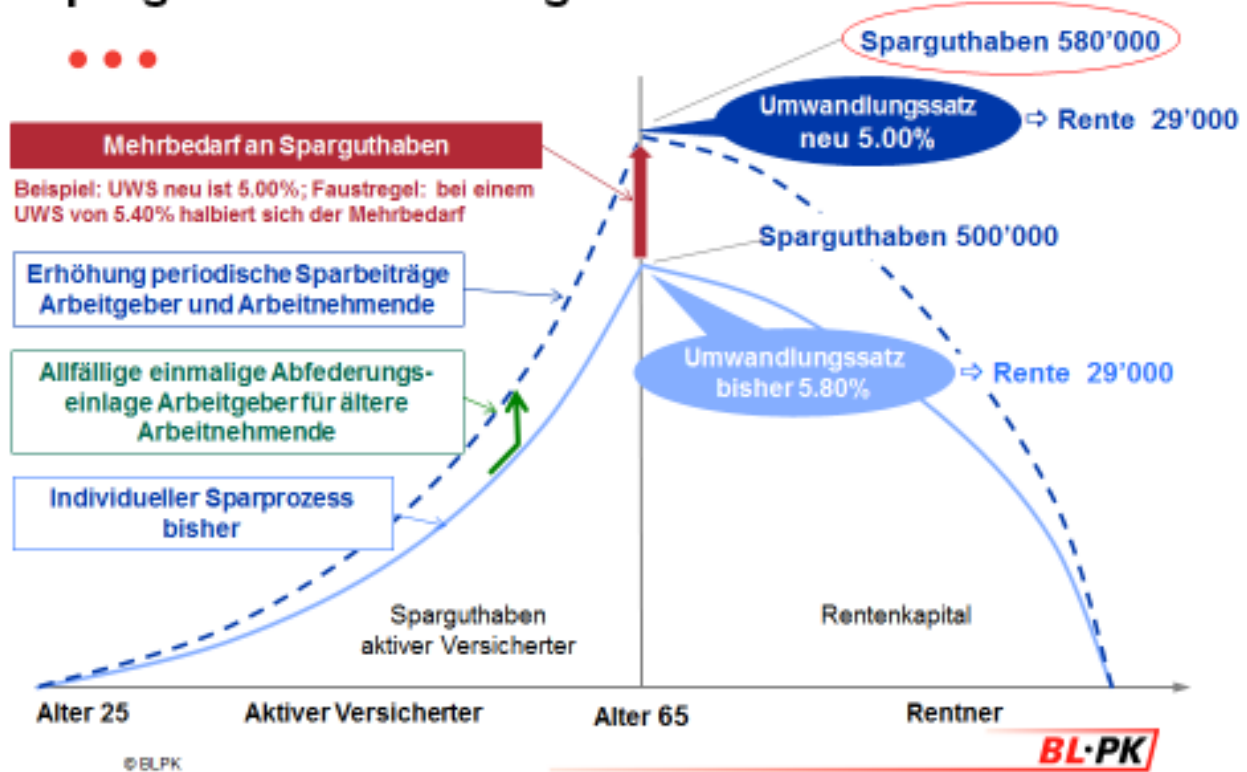 Sparguthaben 580’000
Umwandlungssatz
neu 5.00%
⇨ Rente 29’000
Mehrbedarf an Sparguthaben
Beispiel: UWS neu ist 5.00%; Faustregel: bei einem
UWS von 5.40% halbiert sich der Mehrbedarf
Sparguthaben 500’000
Erhöhung periodische Sparbeiträge
Arbeitgeber und Arbeitnehmende
Umwandlungssatz
bisher 5.80%
⇨ Rente 29’000
Allfällige einmalige Abfederungs-
einlage Arbeitgeber für ältere
Arbeitnehmende
Individueller Sparprozess
bisher
Sparguthaben
aktiver Versicherter
Rentenkapital
Alter 25
Aktiver Versicherter
Alter 65
Rentner
© BLPK
BL·PK